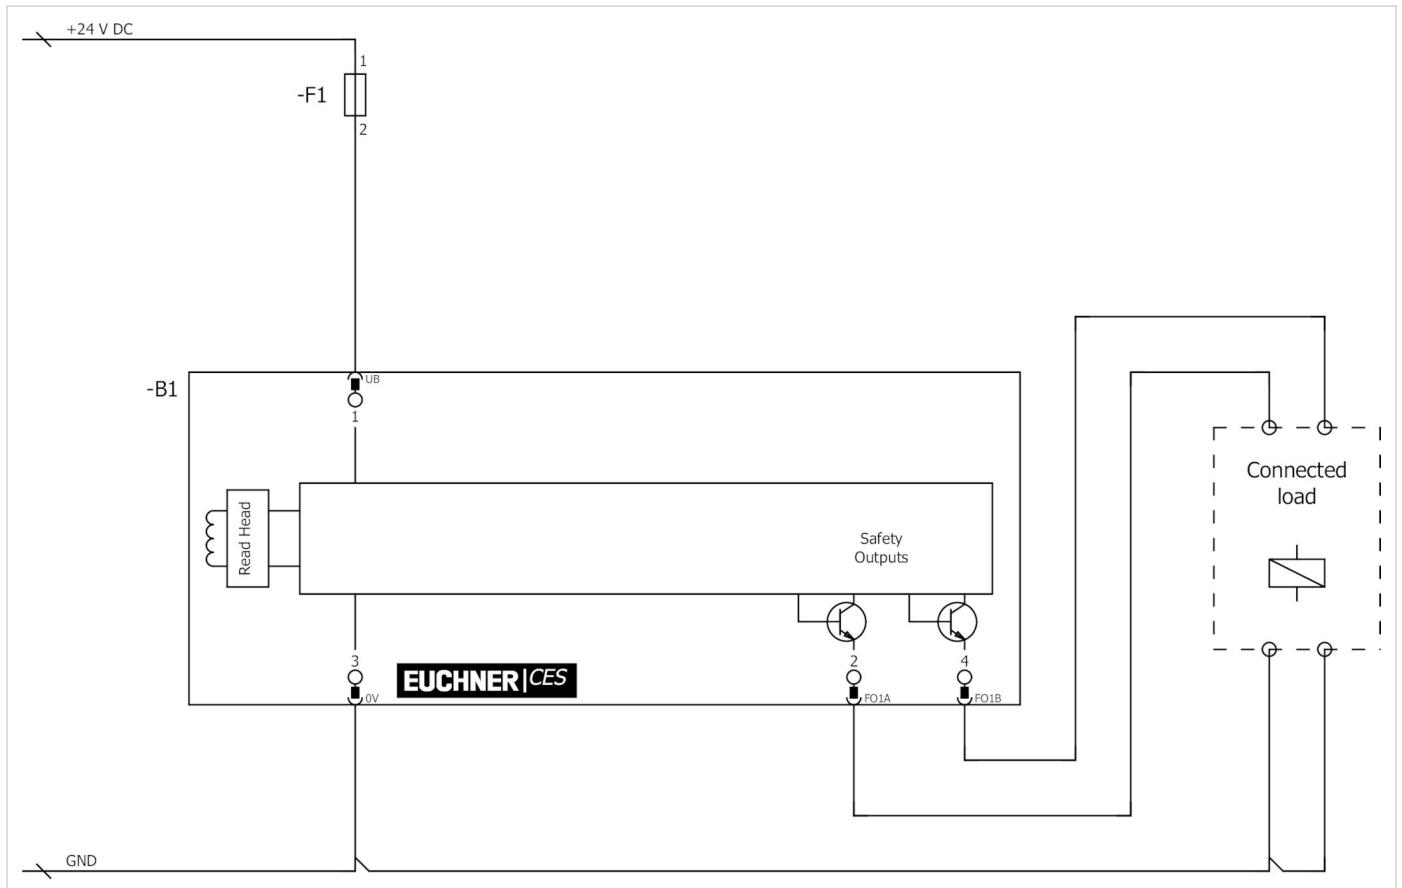 +24 V DC
1
-F1
2
-B1
UB
1
Connected
load
Read Head
Safety
Outputs
3
2
4
EUCHNER|CES
0V
FO1A
FO1B
GND